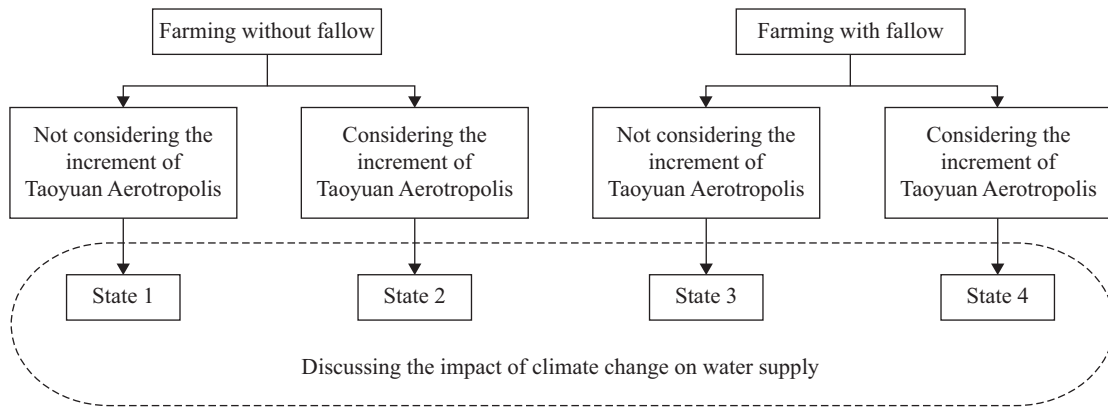 Farming without fallow
Farming with fallow
Not considering the
increment of
Taoyuan Aerotropolis
Considering the
increment of
Taoyuan Aerotropolis
Not considering the
increment of
Taoyuan Aerotropolis
Considering the
increment of
Taoyuan Aerotropolis
State 1
State 2
State 3
State 4
Discussing the impact of climate change on water supply